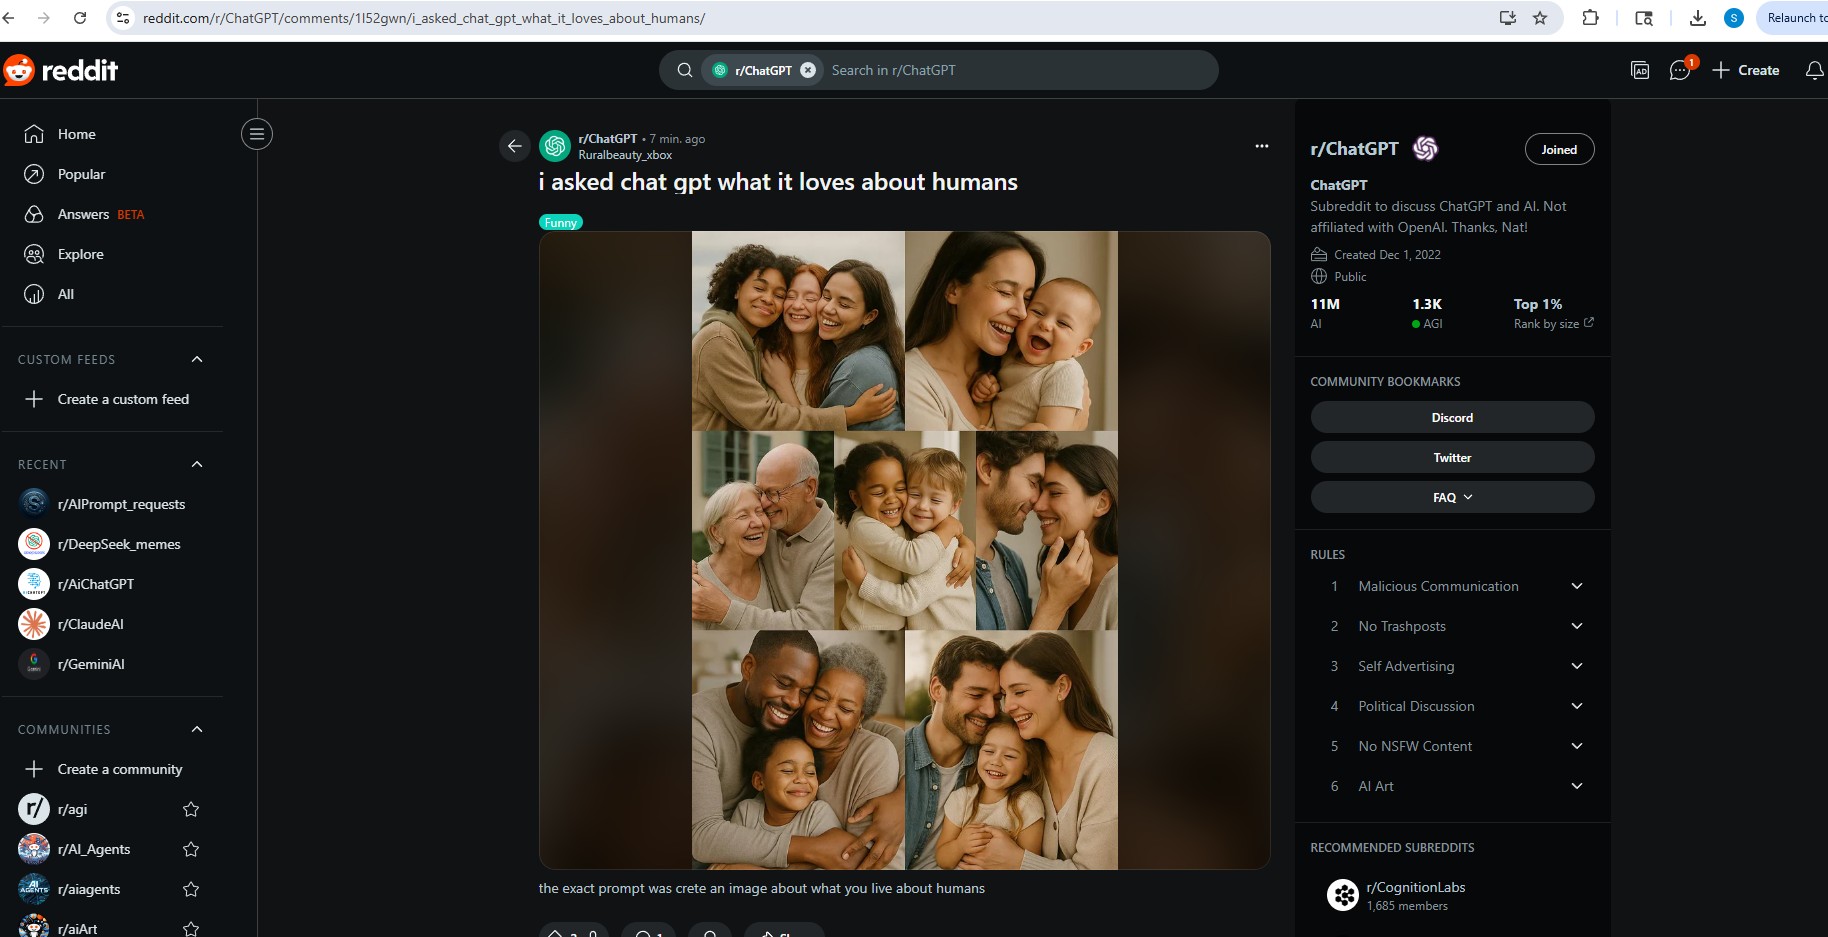 reddit.com/r/ChatGPT/comments/1l52gwn/i_asked_chat_gpt_what_it_loves_about_humans/
S
Relaunch to
reddit
r/ChatGPT
Search in r/ChatGPT
AD
1
Create
Home
Popular
Answers BETA
Explore
All
CUSTOM FEEDS
Create a custom feed
RECENT
r/AIPrompt_requests
r/DeepSeek_memes
r/AiChatGPT
r/ClaudeAI
r/GeminiAI
COMMUNITIES
Create a community
r/ r/agi
r/AI_Agents
r/aiagents
r/aiArt
r/ChatGPT • 7 min. ago
Ruralbeauty_xbox
i asked chat gpt what it loves about humans
Funny
the exact prompt was crete an image about what you live about humans
r/ChatGPT
Joined
ChatGPT
Subreddit to discuss ChatGPT and AI. Not
affiliated with OpenAI. Thanks, Nat!
Created Dec 1, 2022
Public
11M 1.3K Top 1%
AI AGI Rank by size
COMMUNITY BOOKMARKS
Discord
Twitter
FAQ
RULES
1 Malicious Communication
2 No Trashposts
3 Self Advertising
4 Political Discussion
5 No NSFW Content
6 AI Art
RECOMMENDED SUBREDDITS
r/CognitionLabs
1,685 members